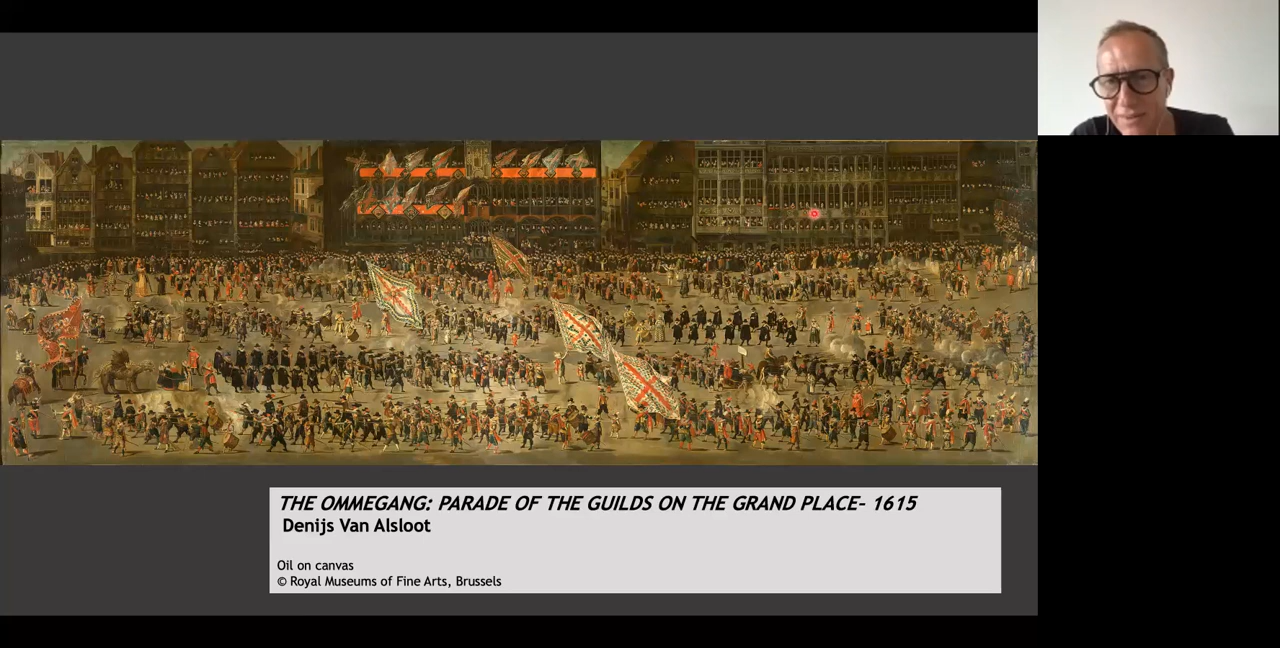 THE OMMEGANG: PARADE OF THE GUILDS ON THE GRAND PLACE- 1615
Denijs Van Alsloot
Oil on canvas
© Royal Museums of Fine Arts, Brussels